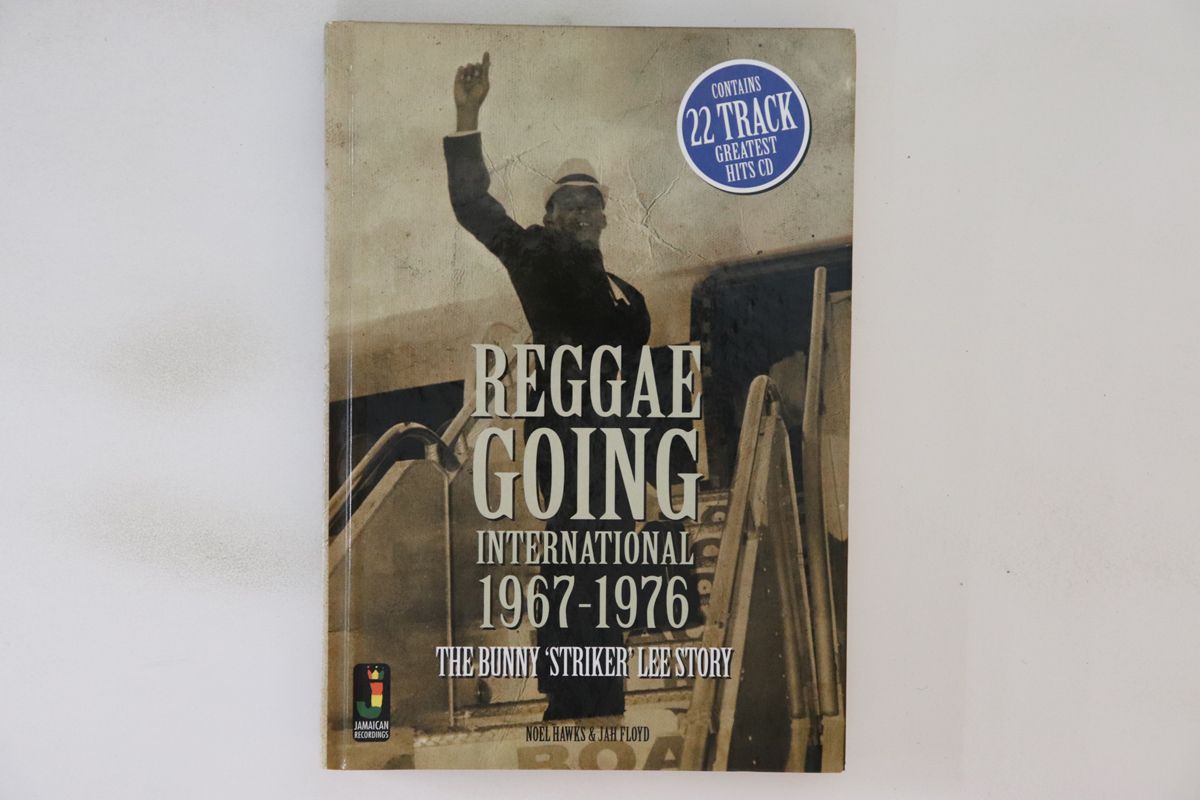 CONTAINS
22 TRACK
GREATEST
HITS CD
REGGAE
GOING
INTERNATIONAL
1967-1976
THE BUNNY 'STRIKER' LEE STORY
NOEL HAWKS & JAH FLOYD
BOA
J
JAMAICAN
RECORDINGS